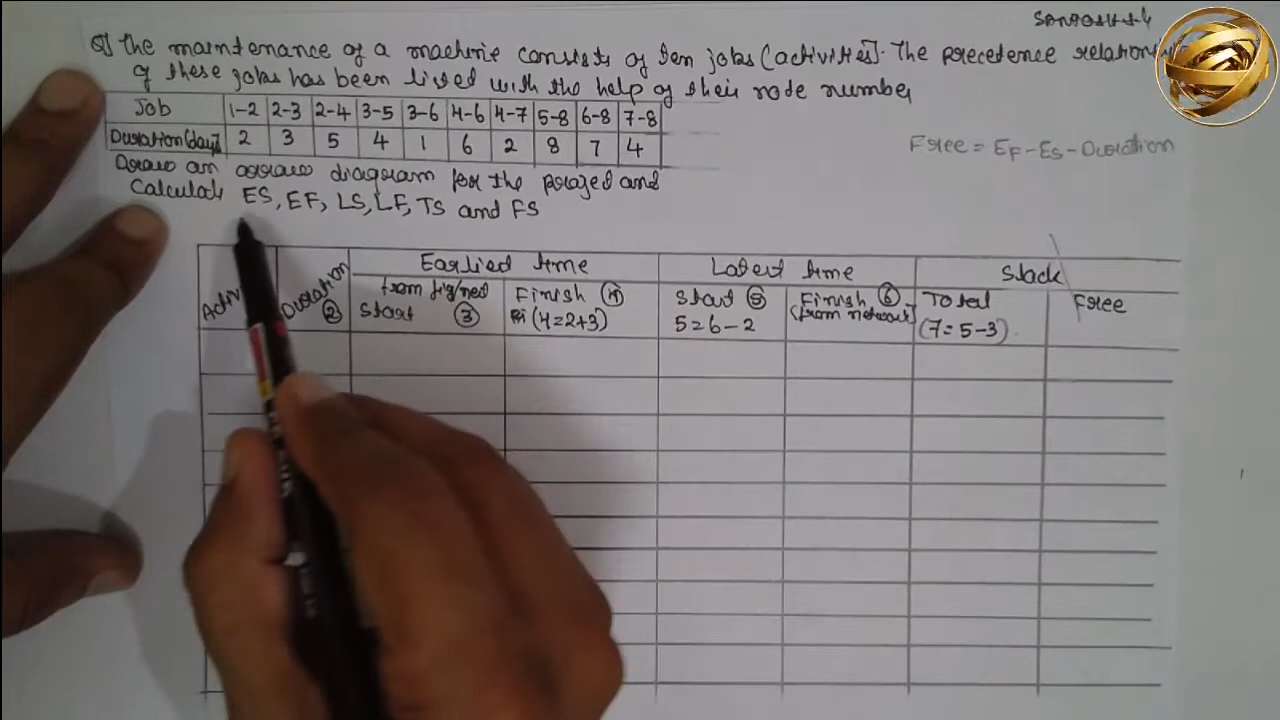 Q) The maintenance of a machine consists of Ten jobs (activites). The precedence relation
of these jobs has been listed with the help of their node number
Job 1-2 2-3 2-4 3-5 3-6 4-6 4-7 5-8 6-8 7-8
Duration(days) 2 3 5 4 1 6 2 8 7 4
Free = EF-ES-Duration
Draw an arrow diagram for the project and
Calculate ES, EF, LS, LF, TS and FS
Earlied time Latest time Slack
Duration ② from fig/ned Start ③ Finish ④ (4=2+3) Start ⑤ 5=6-2 Finish ⑥ (from network) Total (7=5-3) Free